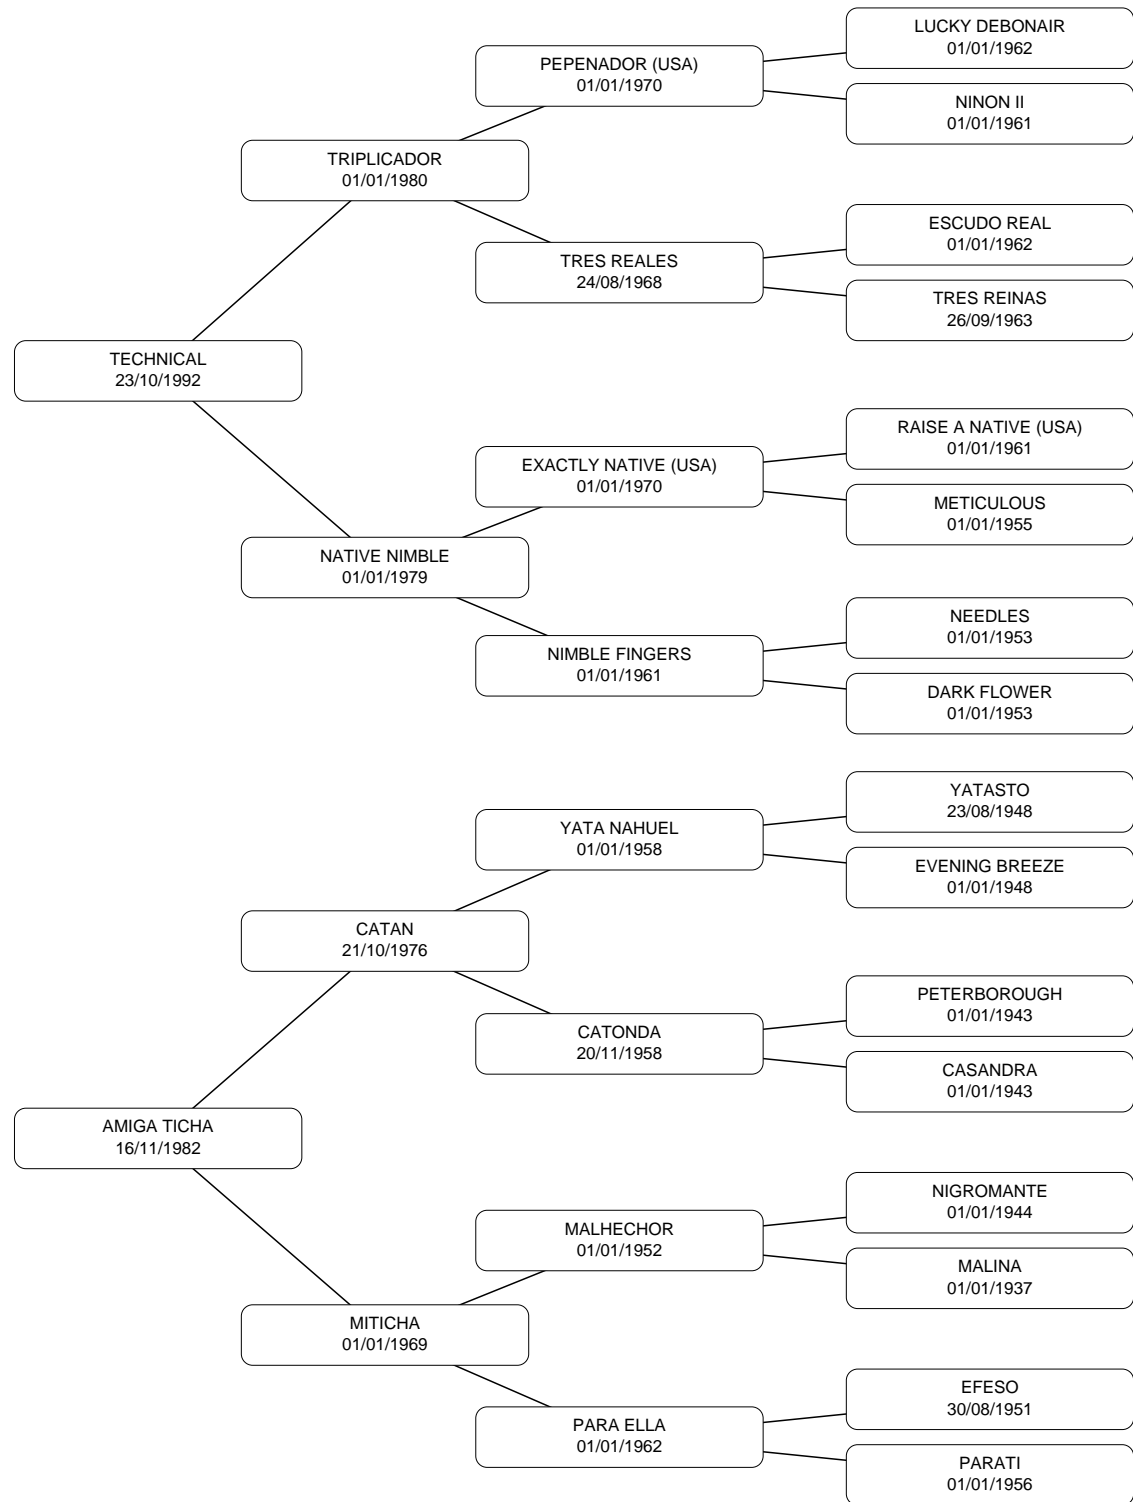 LUCKY DEBONAIR
01/01/1962
PEPENADOR (USA)
01/01/1970
NINON II
01/01/1961
TRIPLICADOR
01/01/1980
ESCUDO REAL
01/01/1962
TRES REALES
24/08/1968
TRES REINAS
26/09/1963
TECHNICAL
23/10/1992
RAISE A NATIVE (USA)
01/01/1961
EXACTLY NATIVE (USA)
01/01/1970
METICULOUS
01/01/1955
NATIVE NIMBLE
01/01/1979
NEEDLES
01/01/1953
NIMBLE FINGERS
01/01/1961
DARK FLOWER
01/01/1953
YATASTO
23/08/1948
YATA NAHUEL
01/01/1958
EVENING BREEZE
01/01/1948
CATAN
21/10/1976
PETERBOROUGH
01/01/1943
CATONDA
20/11/1958
CASANDRA
01/01/1943
AMIGA TICHA
16/11/1982
NIGROMANTE
01/01/1944
MALHECHOR
01/01/1952
MALINA
01/01/1937
MITICHA
01/01/1969
EFESO
30/08/1951
PARA ELLA
01/01/1962
PARATI
01/01/1956